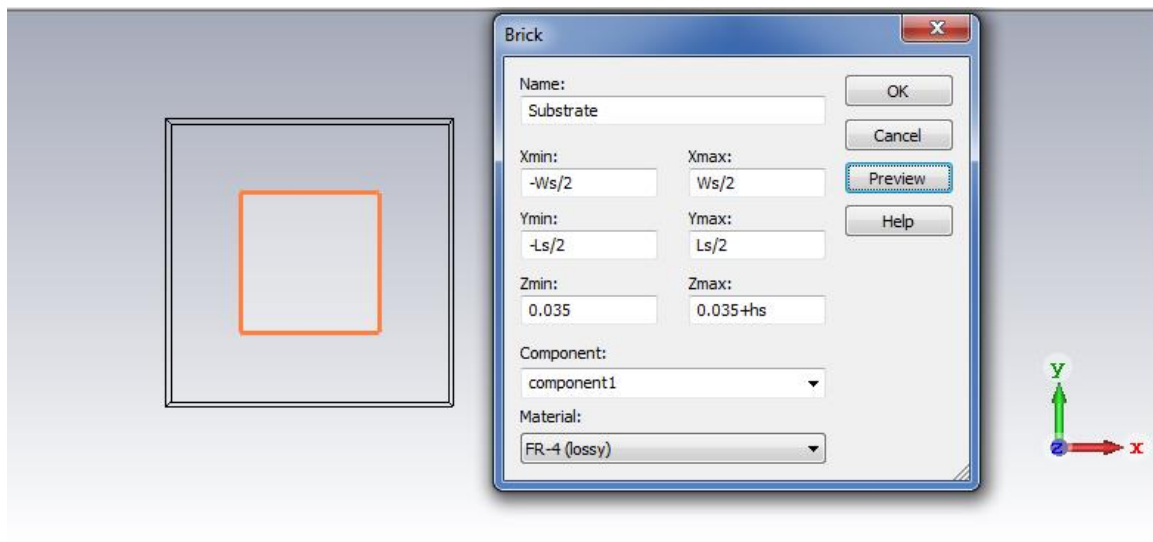 Brick
Name:
Substrate
Xmin:
Xmax:
-Ws/2
Ws/2
Ymin:
Ymax:
-Ls/2
Ls/2
Zmin:
Zmax:
0.035
0.035+hs
Component:
component1
Material:
FR-4 (lossy)
OK
Cancel
Preview
Help
y
z
x